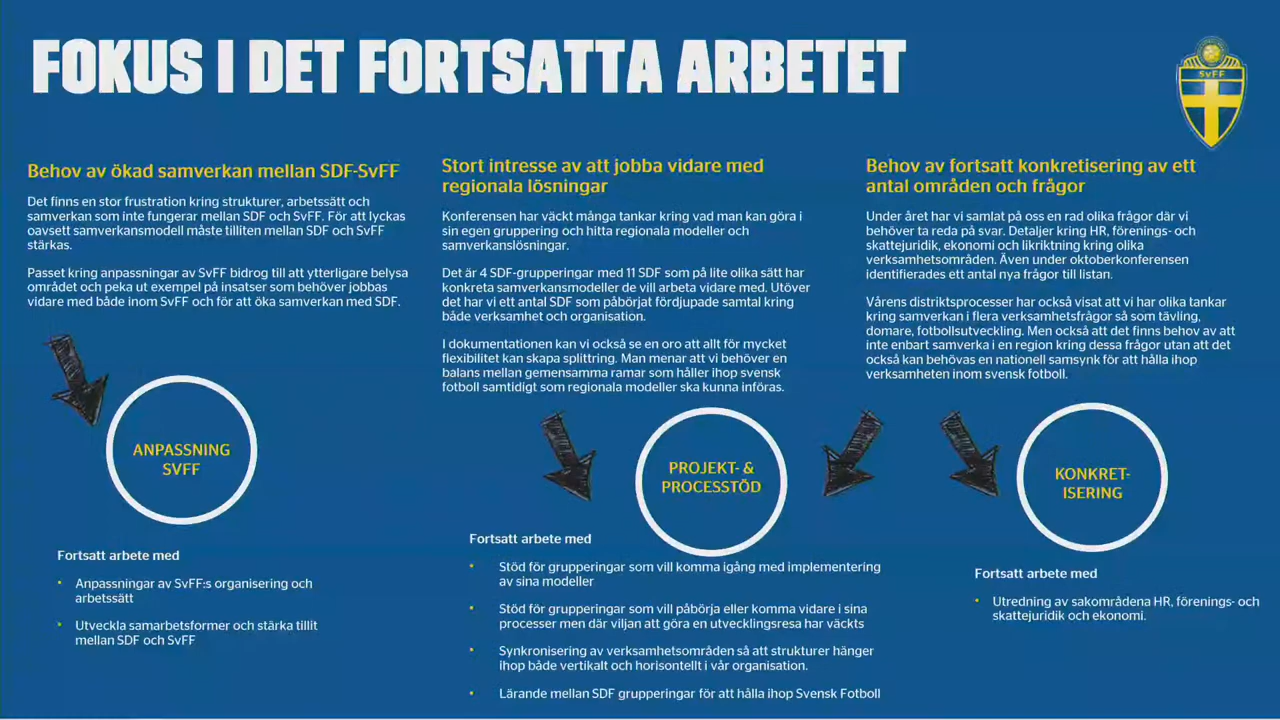 FOKUS I DET FORTSATTA ARBETET
SvFF
Behov av ökad samverkan mellan SDF-SvFF
Det finns en stor frustration kring strukturer, arbetssätt och
samverkan som inte fungerar mellan SDF och SvFF. För att lyckas
oavsett samverkansmodell måste tilliten mellan SDF och SvFF
stärkas.
Passet kring anpassningar av SvFF bidrog till att ytterligare belysa
området och peka ut exempel på insatser som behöver jobbas
vidare med både inom SvFF och för att öka samverkan med SDF.
ANPASSNING
SVFF
Fortsatt arbete med
• Anpassningar av SvFF:s organisering och
arbetssätt
• Utveckla samarbetsformer och stärka tillit
mellan SDF och SvFF
Stort intresse av att jobba vidare med
regionala lösningar
Konferensen har väckt många tankar kring vad man kan göra i
sin egen gruppering och hitta regionala modeller och
samverkanslösningar.
Det är 4 SDF-grupperingar med 11 SDF som på lite olika sätt har
konkreta samverkansmodeller de vill arbeta vidare med. Utöver
det har vi ett antal SDF som påbörjat fördjupade samtal kring
både verksamhet och organisation.
I dokumentationen kan vi också se en oro att allt för mycket
flexibilitet kan skapa splittring. Man menar att vi behöver en
balans mellan gemensamma ramar som håller ihop svensk
fotboll samtidigt som regionala modeller ska kunna införas.
PROJEKT- &
PROCESSTÖD
Fortsatt arbete med
• Stöd för grupperingar som vill komma igång med implementering
av sina modeller
• Stöd för grupperingar som vill påbörja eller komma vidare i sina
processer men där viljan att göra en utvecklingsresa har väckts
• Synkronisering av verksamhetsområden så att strukturer hänger
ihop både vertikalt och horisontellt i vår organisation.
• Lärande mellan SDF grupperingar för att hålla ihop Svensk Fotboll
Behov av fortsatt konkretisering av ett
antal områden och frågor
Under året har vi samlat på oss en rad olika frågor där vi
behöver ta reda på svar. Detaljer kring HR, förenings- och
skattejuridik, ekonomi och likriktning kring olika
verksamhetsområden. Även under oktoberkonferensen
identifierades ett antal nya frågor till listan.
Vårens distriktsprocesser har också visat att vi har olika tankar
kring samverkan i flera verksamhetsfrågor så som tävling,
domare, fotbollsutveckling. Men också att det finns behov av att
inte enbart samverka i en region kring dessa frågor utan att det
också kan behövas en nationell samsynk för att hålla ihop
verksamheten inom svensk fotboll.
KONKRET-
ISERING
Fortsatt arbete med
• Utredning av sakområdena HR, förenings- och
skattejuridik och ekonomi.